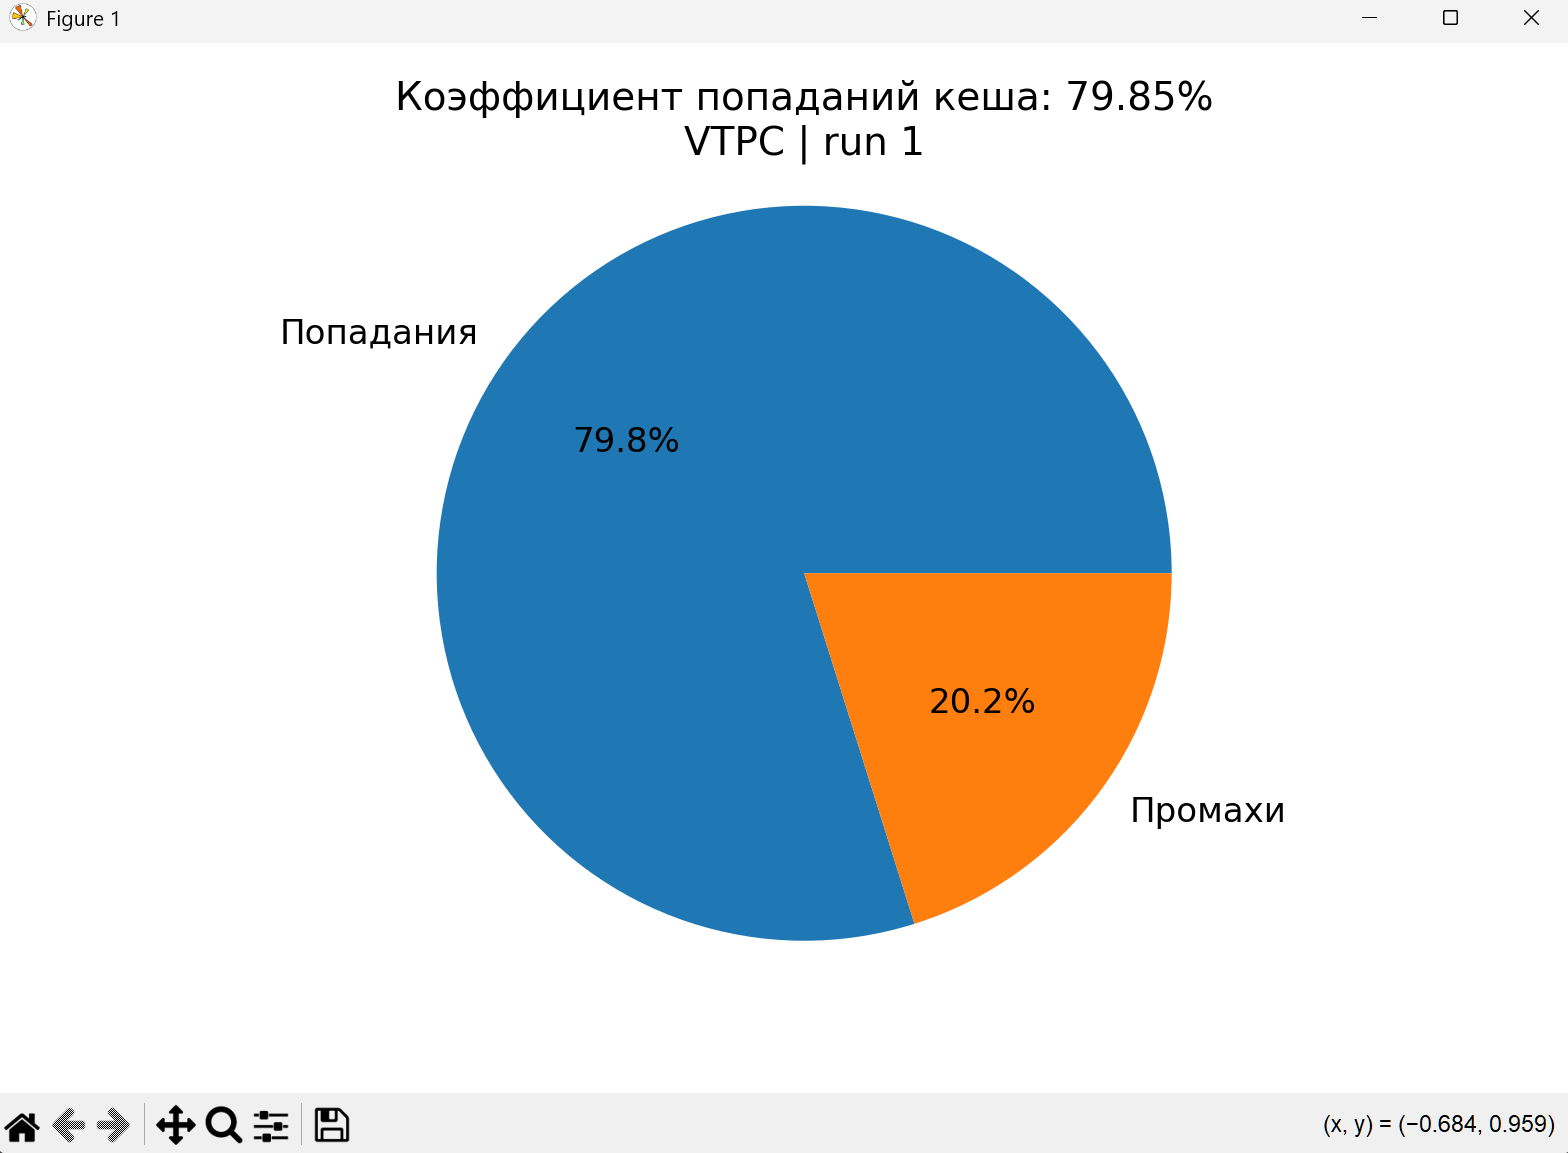 Figure 1
Коэффициент попаданий кеша: 79.85%
VTPC | run 1
Попадания
79.8%
20.2%
Промахи
(x, y) = (−0.684, 0.959)